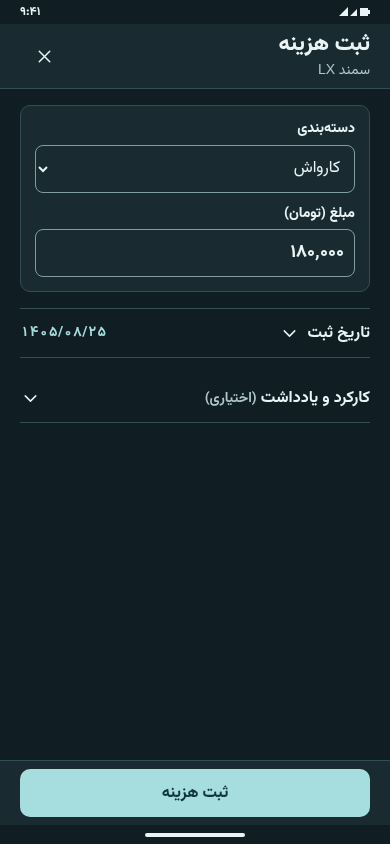 ۹:۴۱
ثبت هزینه
سمند LX
دسته‌بندی
کارواش
مبلغ (تومان)
۱۸۰,۰۰۰
تاریخ ثبت ۱۴۰۵/۰۸/۲۵
کارکرد و یادداشت (اختیاری)
ثبت هزینه